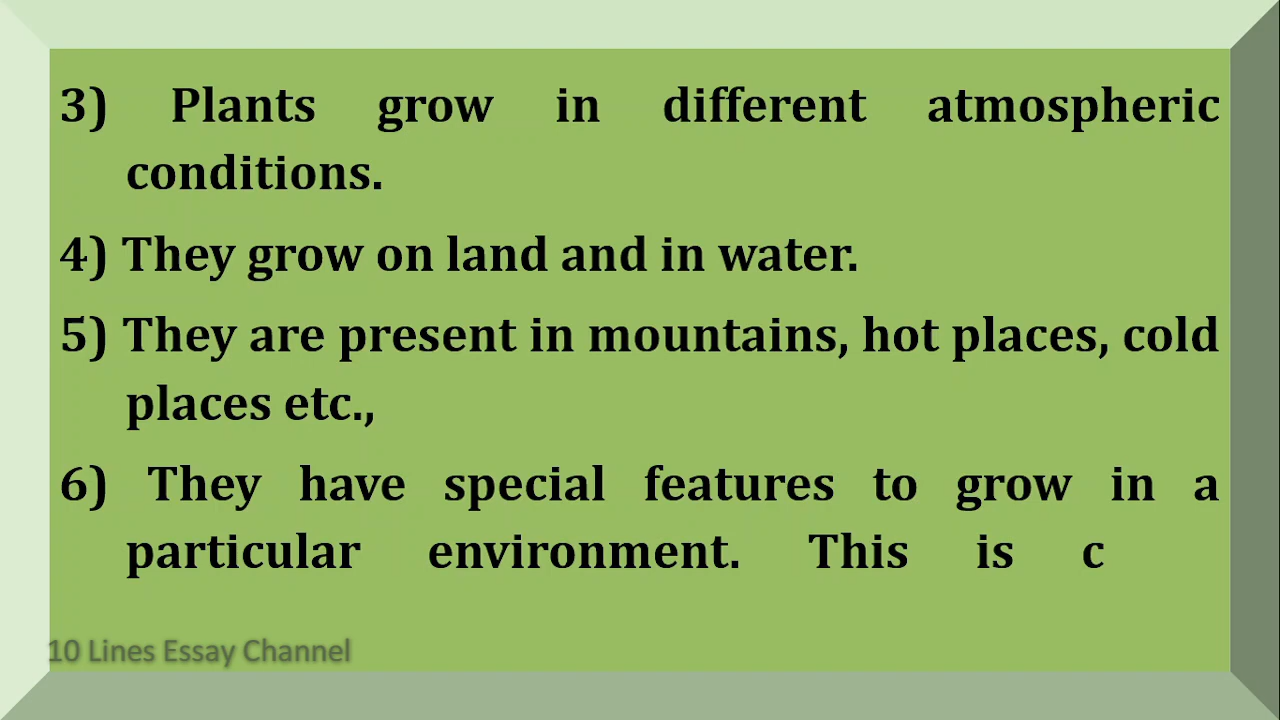 3) Plants grow in different atmospheric
conditions.
4) They grow on land and in water.
5) They are present in mountains, hot places, cold
places etc.,
6) They have special features to grow in a
particular environment. This is c
10 Lines Essay Channel